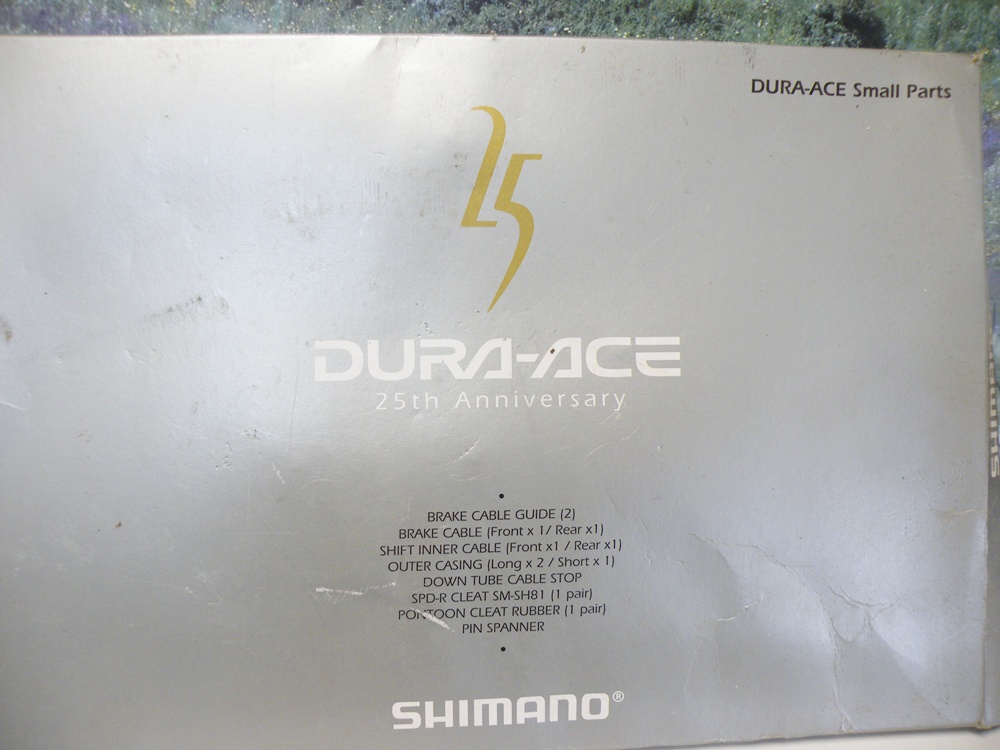 DURA-ACE Small Parts
25
DURA-ACE
25th Anniversary
BRAKE CABLE GUIDE (2)
BRAKE CABLE (Front x 1/ Rear x1)
SHIFT INNER CABLE (Front x1 / Rear x1)
OUTER CASING (Long x 2 / Short x 1)
DOWN TUBE CABLE STOP
SPD-R CLEAT SM-SH81 (1 pair)
PONTOON CLEAT RUBBER (1 pair)
PIN SPANNER
SHIMANO®